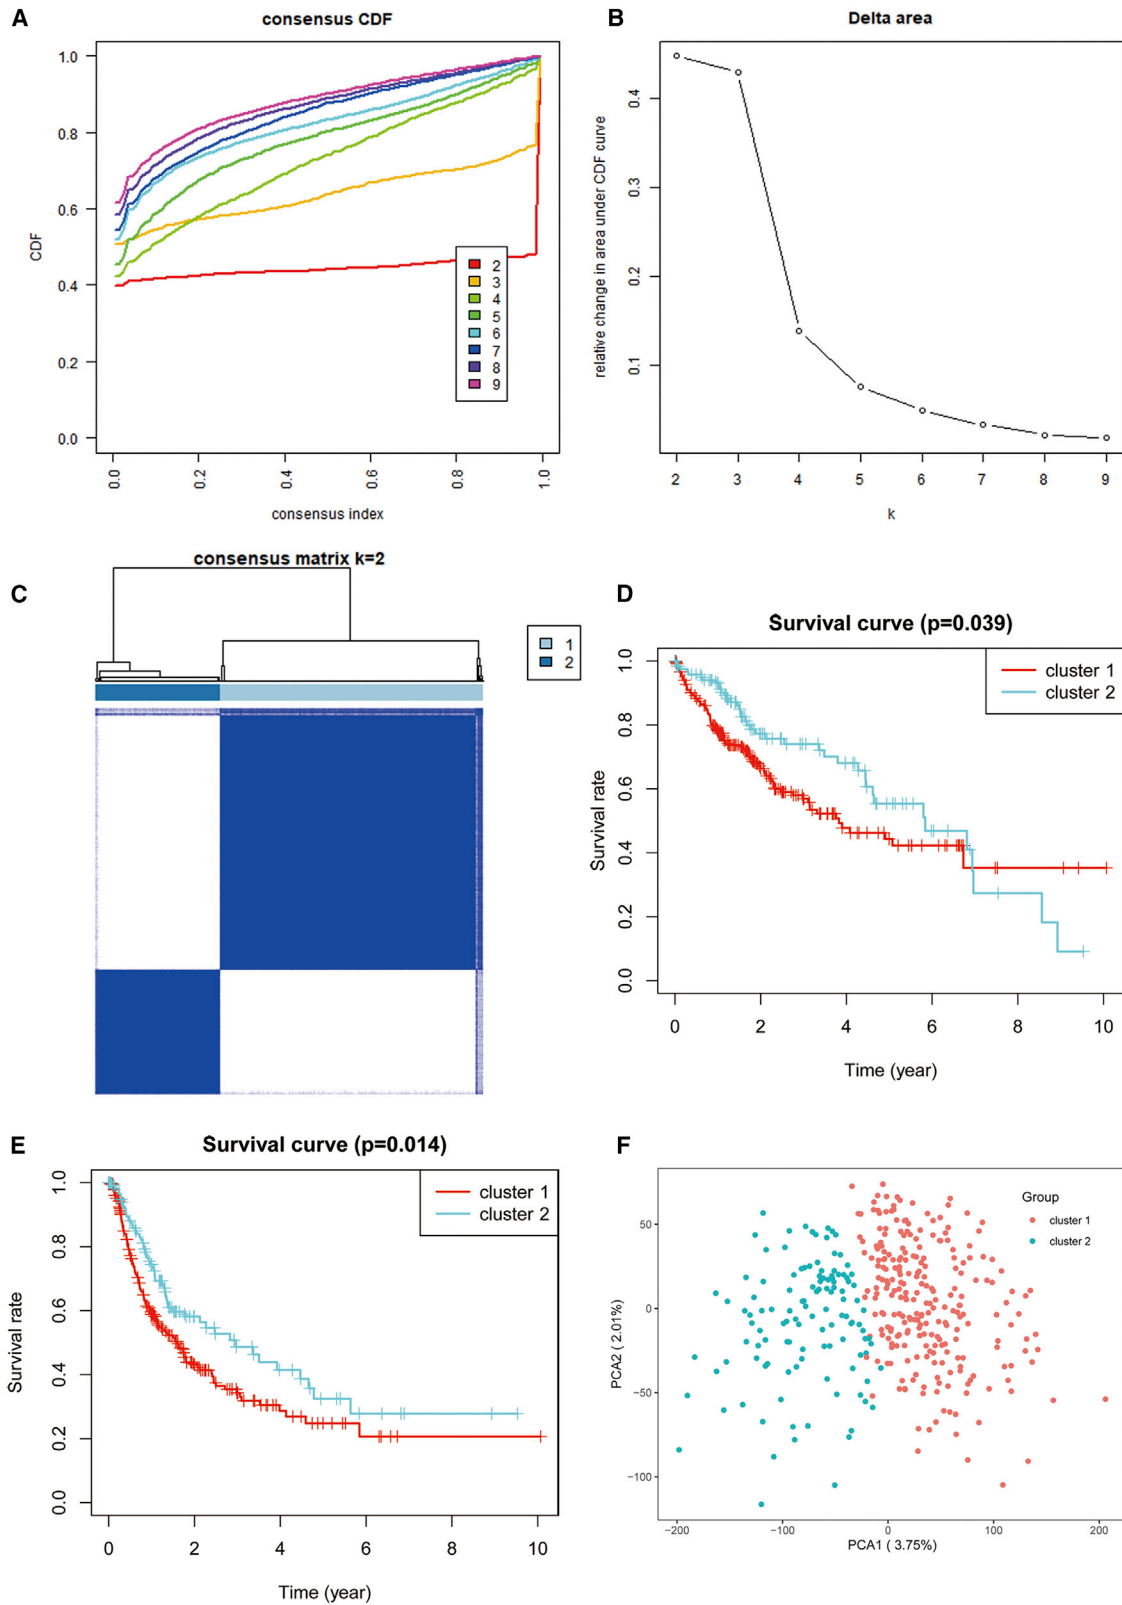 A
consensus CDF
1.0
0.8
0.6
0.4
0.2
0.0
CDF
2
3
4
5
6
7
8
9
0.0
0.2
0.4
0.6
0.8
1.0
consensus index
B
Delta area
relative change in area under CDF curve
0.4
0.3
0.2
0.1
2
3
4
5
6
7
8
9
k
C
consensus matrix k=2
1
2
D
Survival curve (p=0.039)
cluster 1
cluster 2
Survival rate
1.0
0.8
0.6
0.4
0.2
0.0
0
2
4
6
8
10
Time (year)
E
Survival curve (p=0.014)
cluster 1
cluster 2
Survival rate
1.0
0.8
0.6
0.4
0.2
0.0
0
2
4
6
8
10
Time (year)
F
Group
cluster 1
cluster 2
PCA2 ( 2.01%)
50
0
−50
−100
−200
−100
0
100
200
PCA1 ( 3.75%)